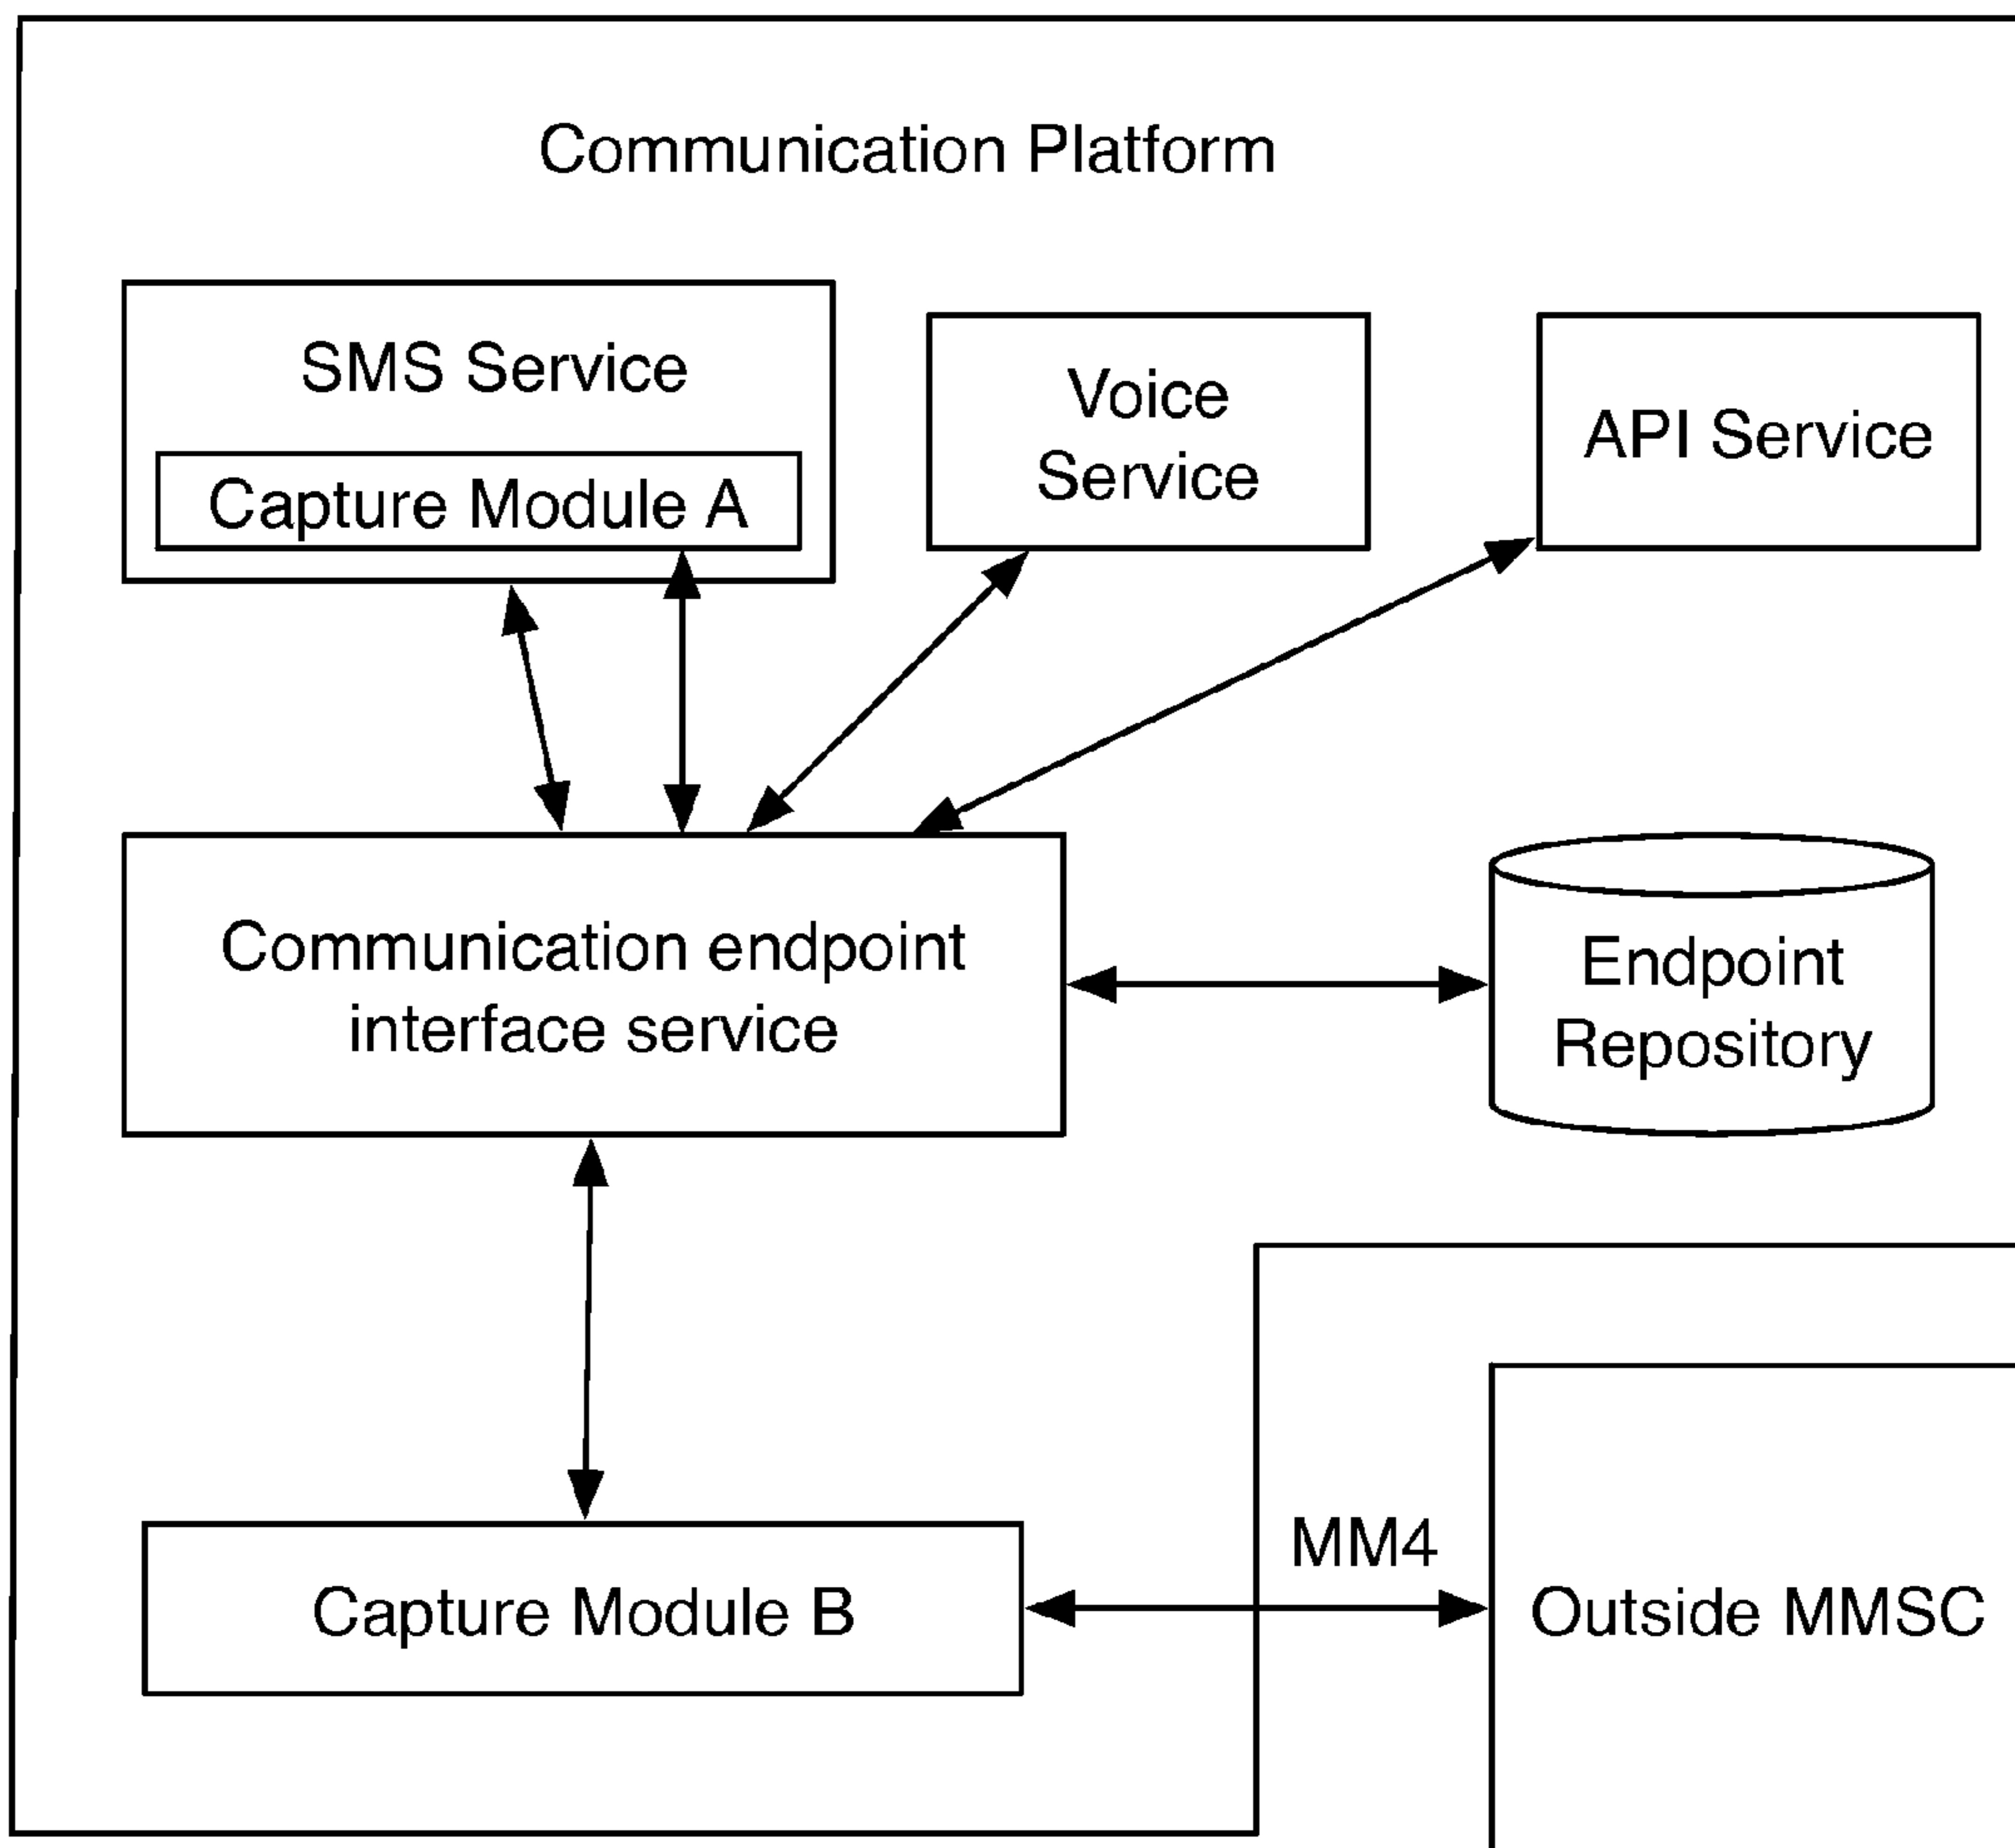 Communication Platform
SMS Service
Capture Module A
Voice
Service
API Service
Communication endpoint
interface service
Endpoint
Repository
MM4
Capture Module B
Outside MMSC